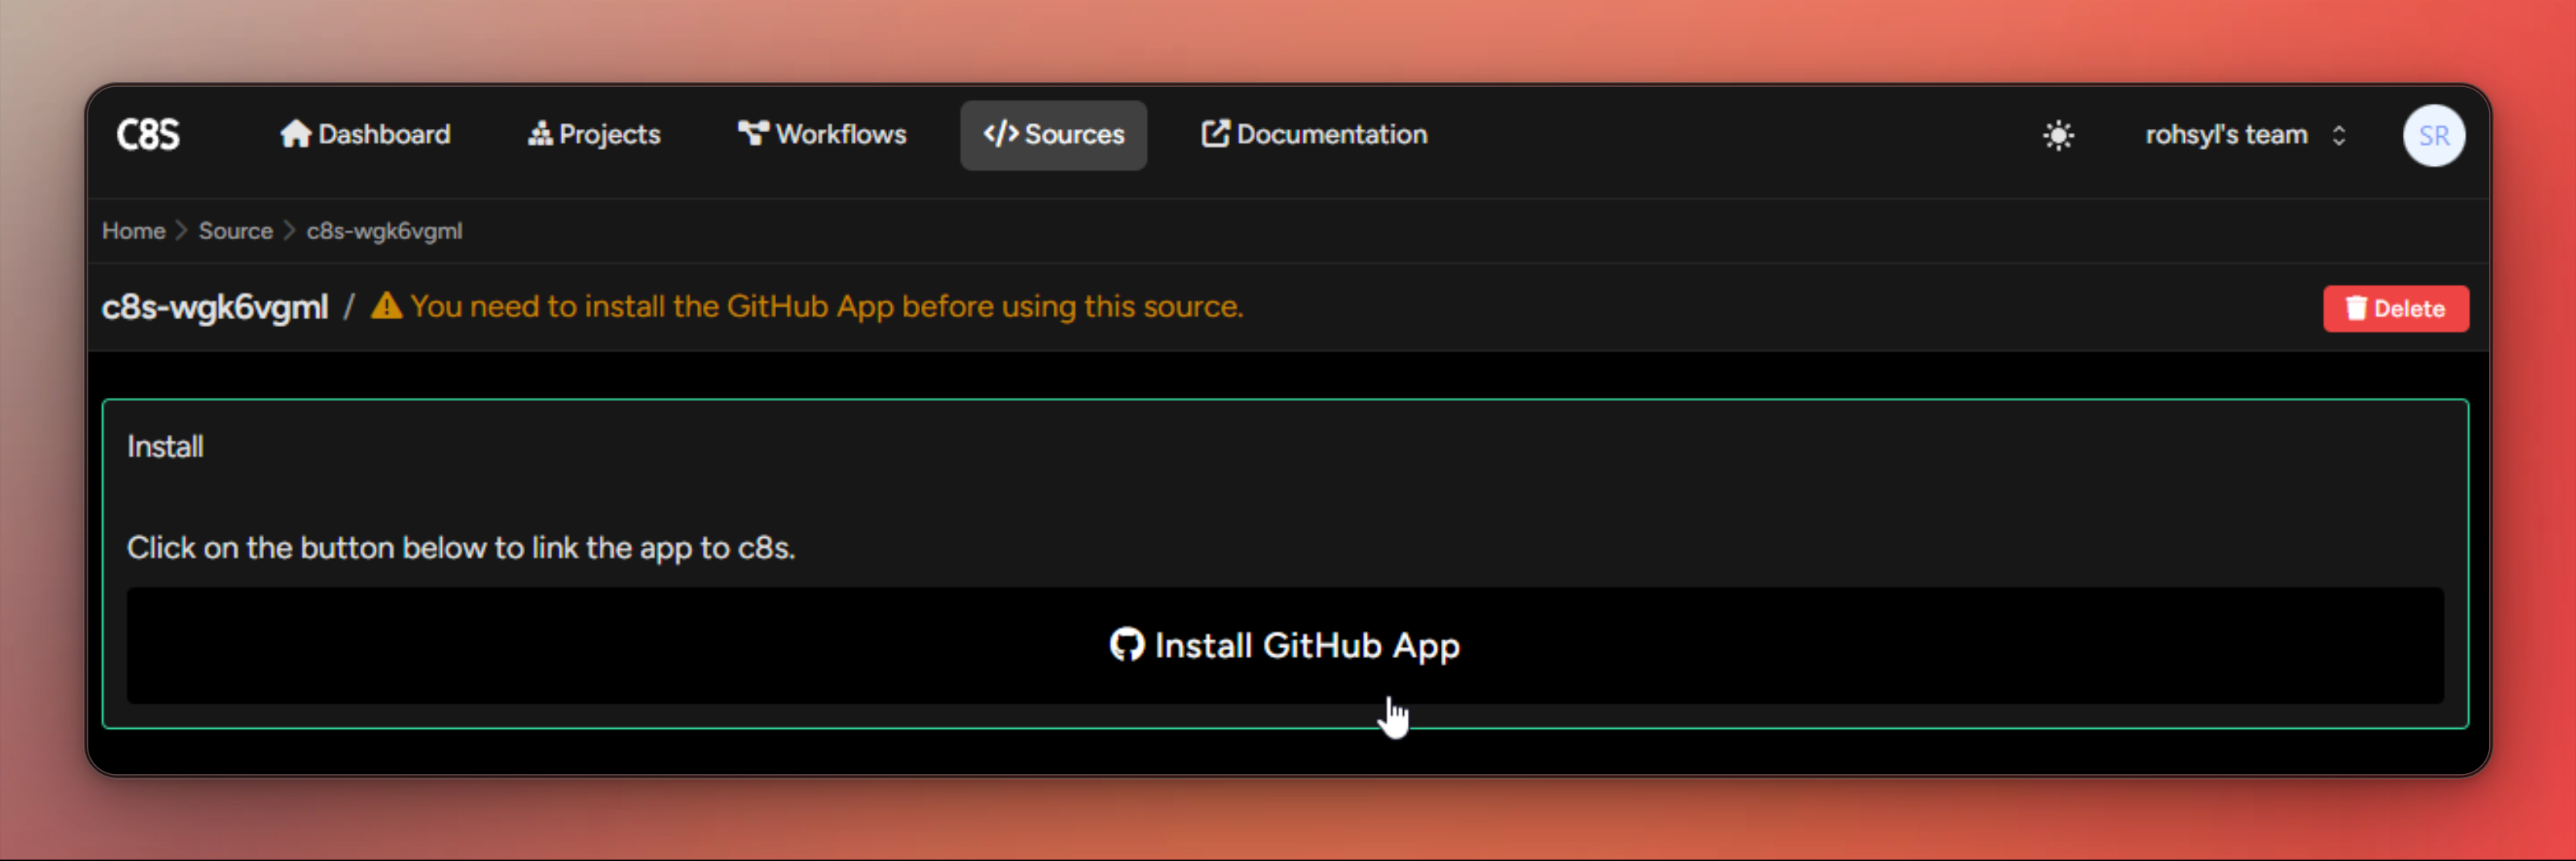 C8S Dashboard Projects Workflows </> Sources Documentation rohsyl's team SR
Home > Source > c8s-wgk6vgml
c8s-wgk6vgml / You need to install the GitHub App before using this source. Delete
Install
Click on the button below to link the app to c8s.
Install GitHub App